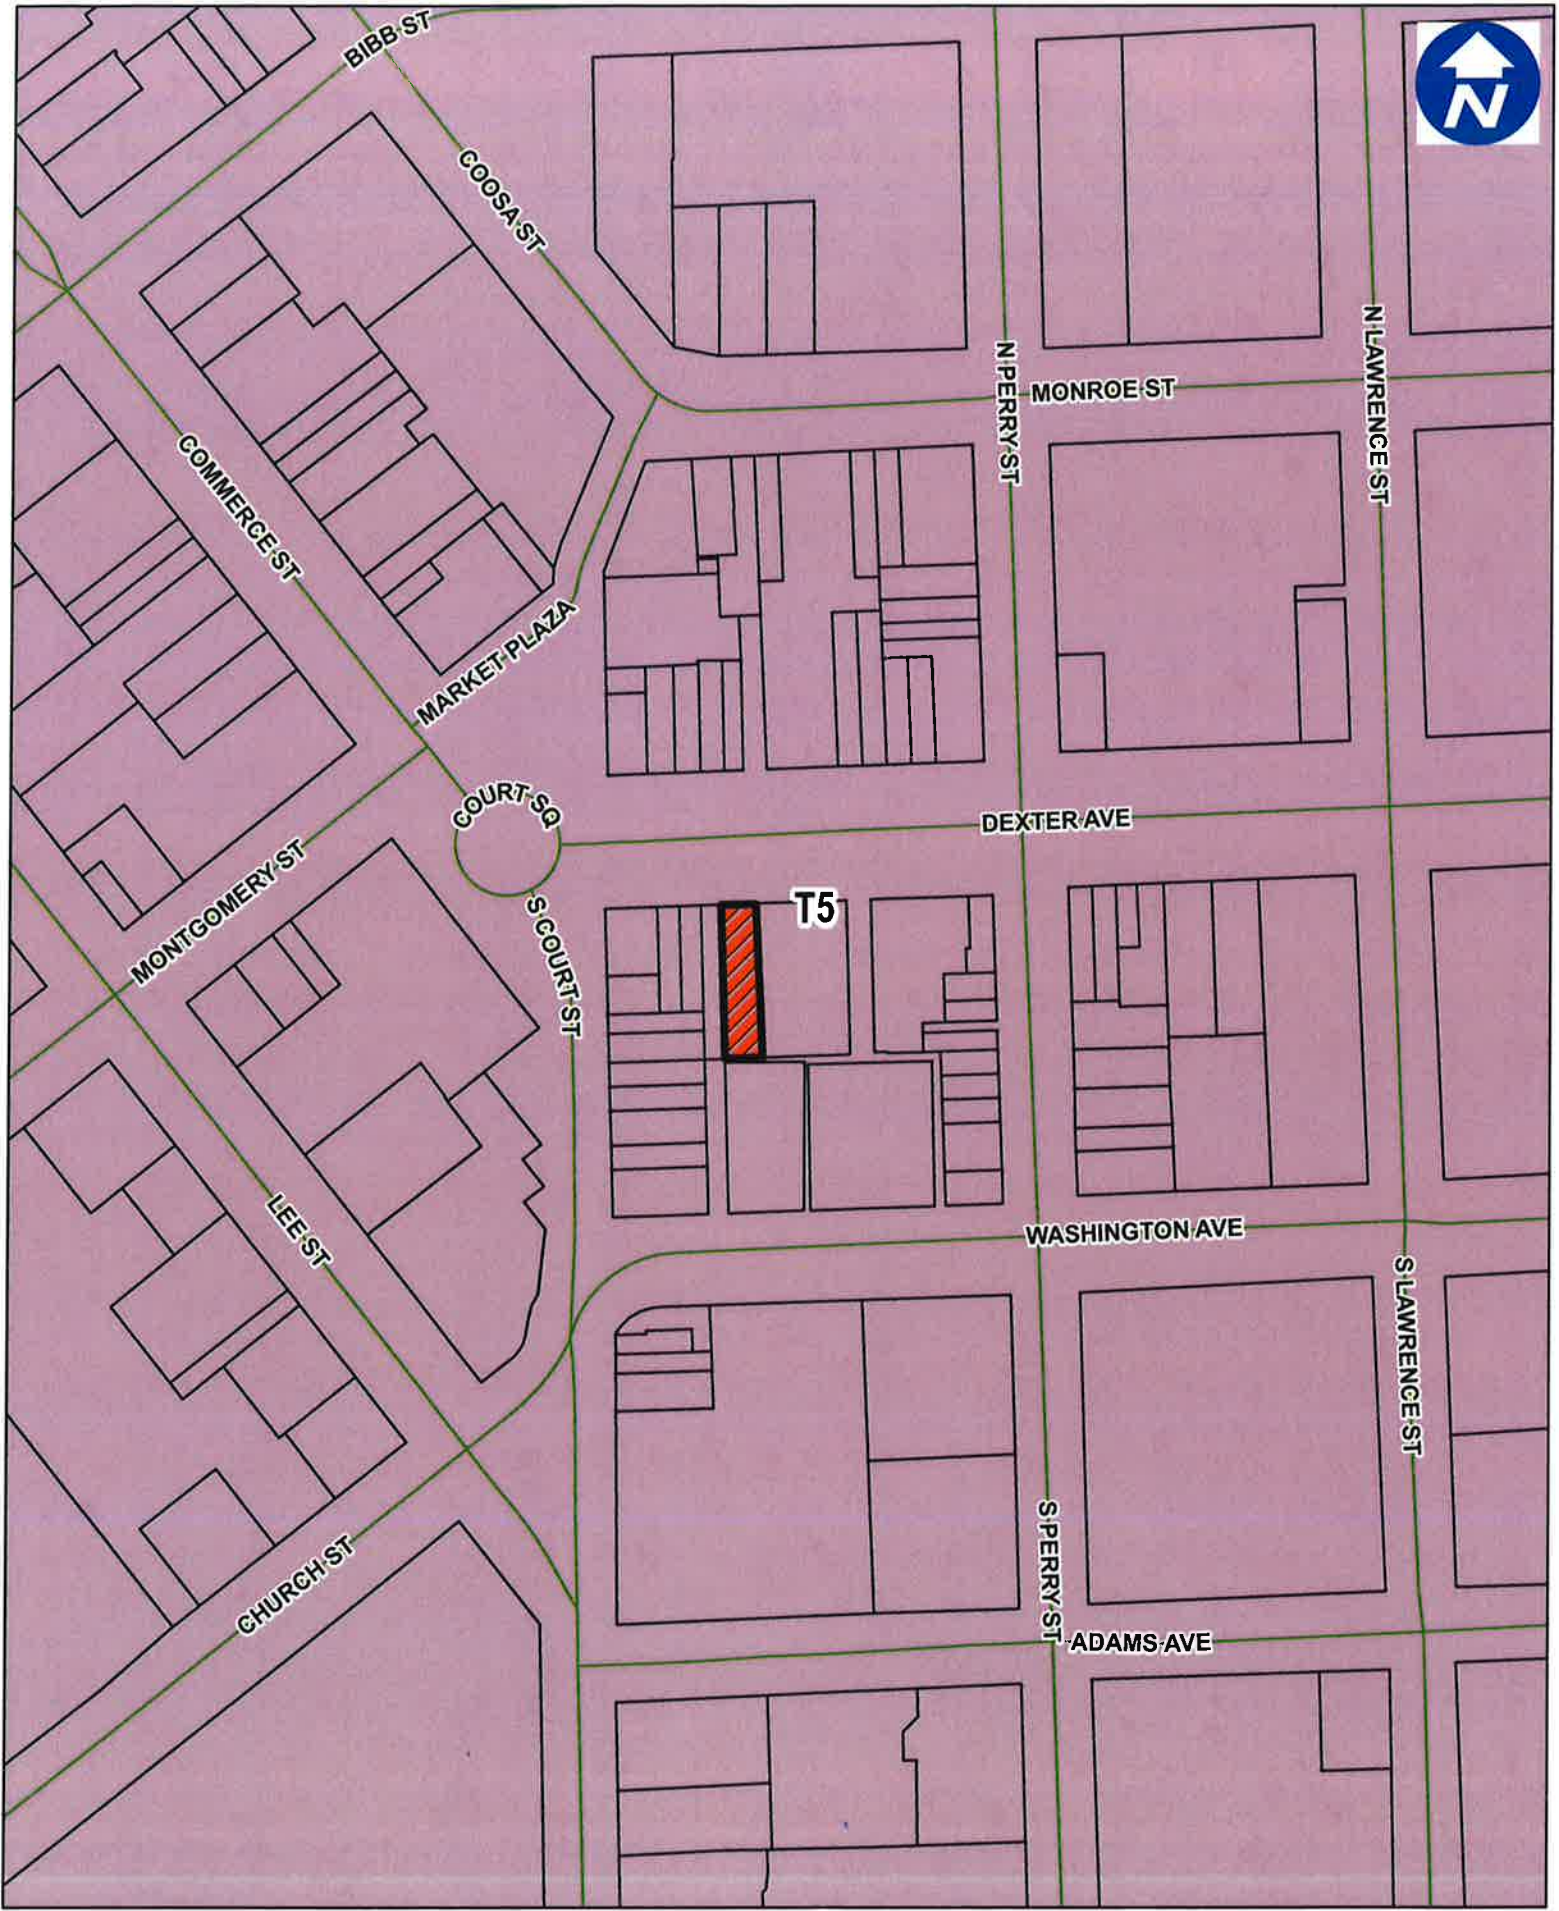 BIBB ST
N
COOSA ST
N PERRY ST
N LAWRENCE ST
MONROE ST
COMMERCE ST
MARKET PLAZA
COURT SQ
DEXTER AVE
MONTGOMERY ST
T5
S COURT ST
LEE ST
WASHINGTON AVE
S LAWRENCE ST
S PERRY ST
CHURCH ST
ADAMS AVE